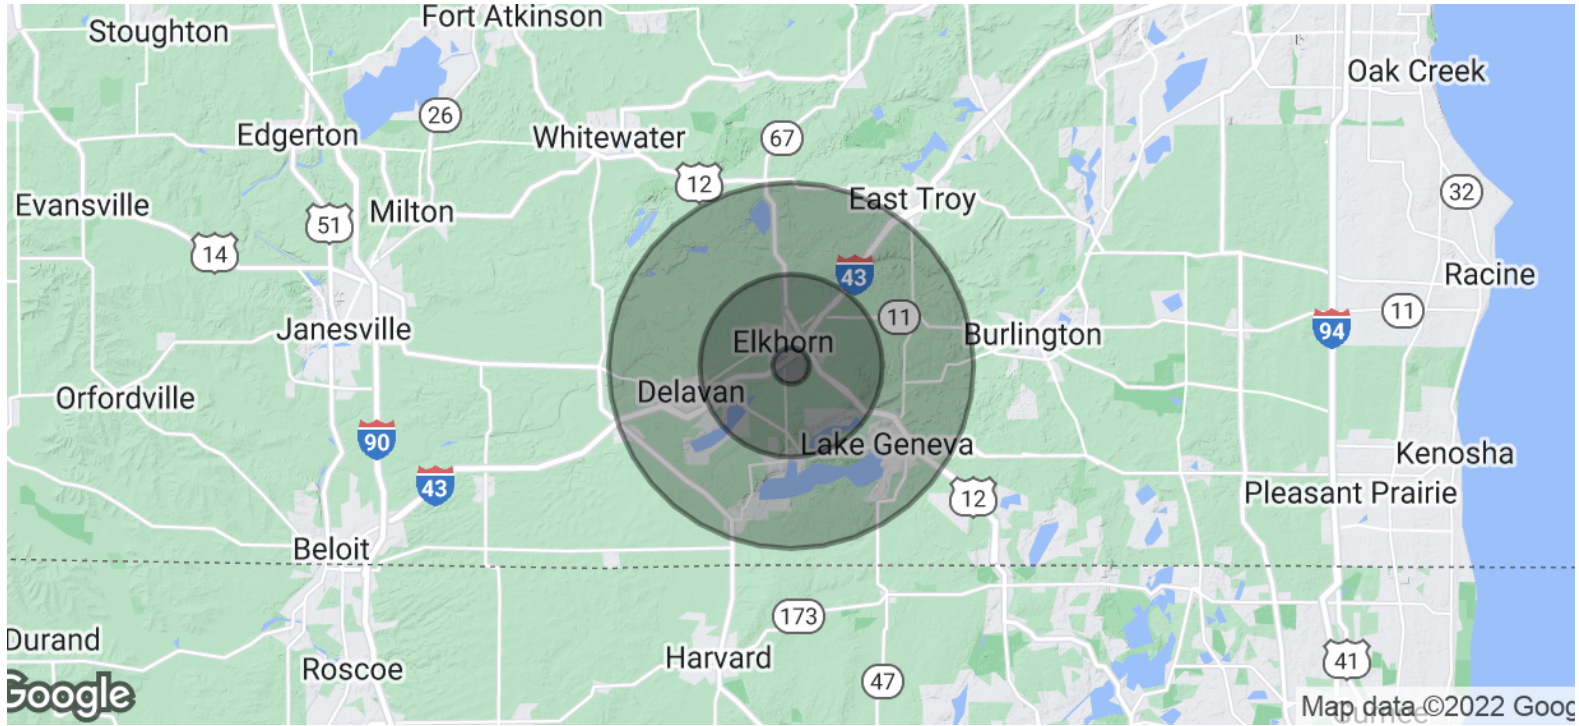 Fort Atkinson
Stoughton
Oak Creek
26
Edgerton
Whitewater
67
12
32
Evansville
51
Milton
East Troy
14
43
Racine
11
11
94
Janesville
Elkhorn
Burlington
Delavan
Orfordville
90
Lake Geneva
Kenosha
43
12
Pleasant Prairie
Beloit
173
Durand
Harvard
Roscoe
47
41
Google
Map data ©2022 Goog